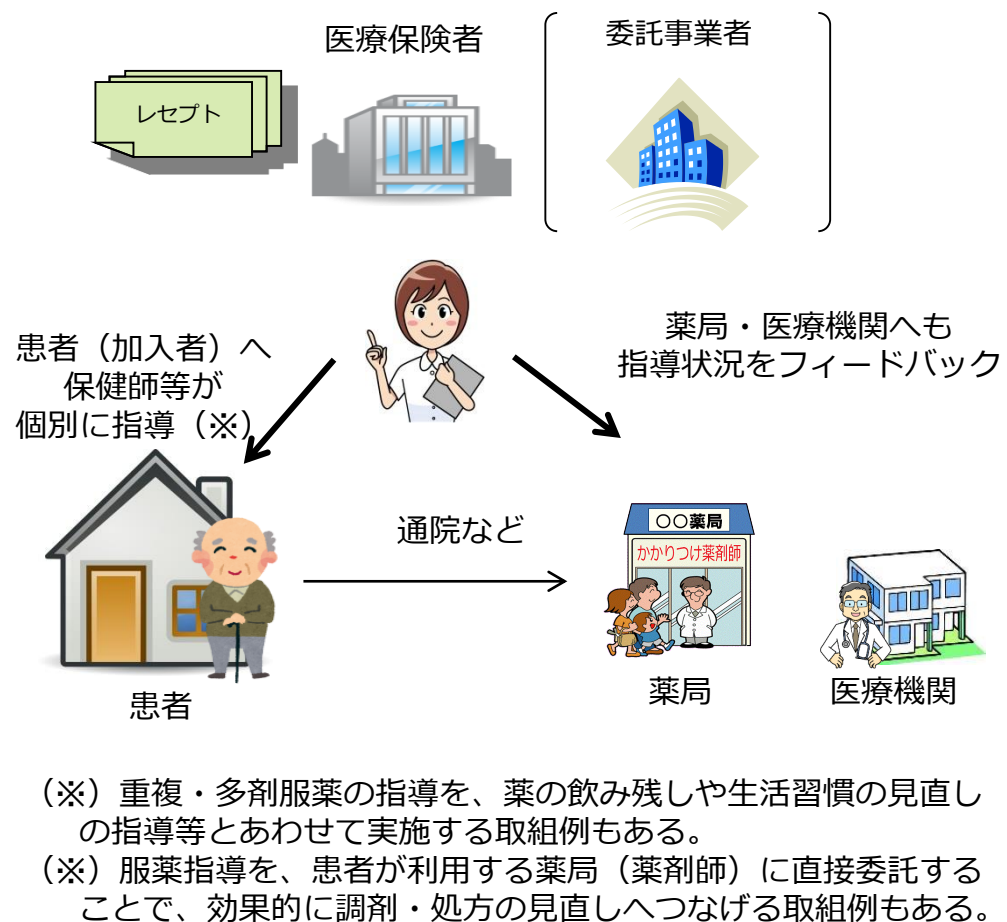 医療保険者
委託事業者
レセプト
患者（加入者）へ
保健師等が
個別に指導（※）
薬局・医療機関へも
指導状況をフィードバック
通院など
〇〇薬局
かかりつけ薬剤師
患者
薬局
医療機関
（※）重複・多剤服薬の指導を、薬の飲み残しや生活習慣の見直し
の指導等とあわせて実施する取組例もある。
（※）服薬指導を、患者が利用する薬局（薬剤師）に直接委託する
ことで、効果的に調剤・処方の見直しへつなげる取組例もある。